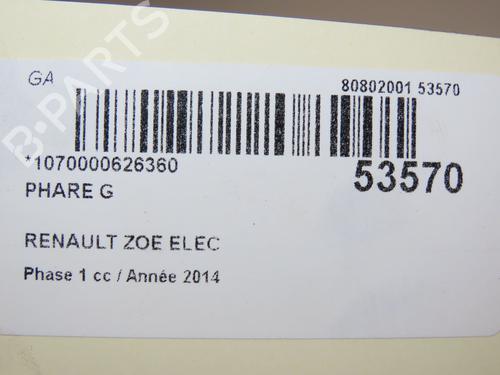 GA
80802001 53570
*1070000626360
53570
PHARE G
RENAULT ZOE ELEC
Phase 1 cc / Année 2014
B-PARTS